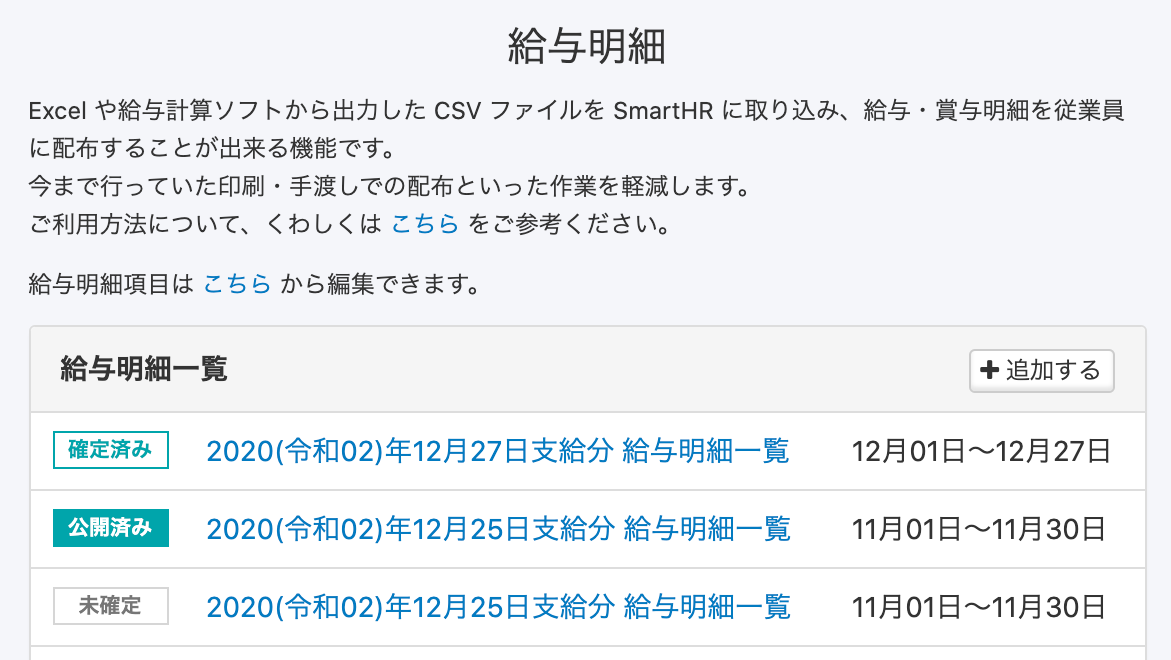 給与明細
Excel や給与計算ソフトから出力した CSV ファイルを SmartHR に取り込み、給与・賞与明細を従業員
に配布することが出来る機能です。
今まで行っていた印刷・手渡しでの配布といった作業を軽減します。
ご利用方法について、くわしくは こちら をご参考ください。
給与明細項目は こちら から編集できます。
給与明細一覧 追加する
確定済み 2020(令和02)年12月27日支給分 給与明細一覧 12月01日〜12月27日
公開済み 2020(令和02)年12月25日支給分 給与明細一覧 11月01日〜11月30日
未確定 2020(令和02)年12月25日支給分 給与明細一覧 11月01日〜11月30日